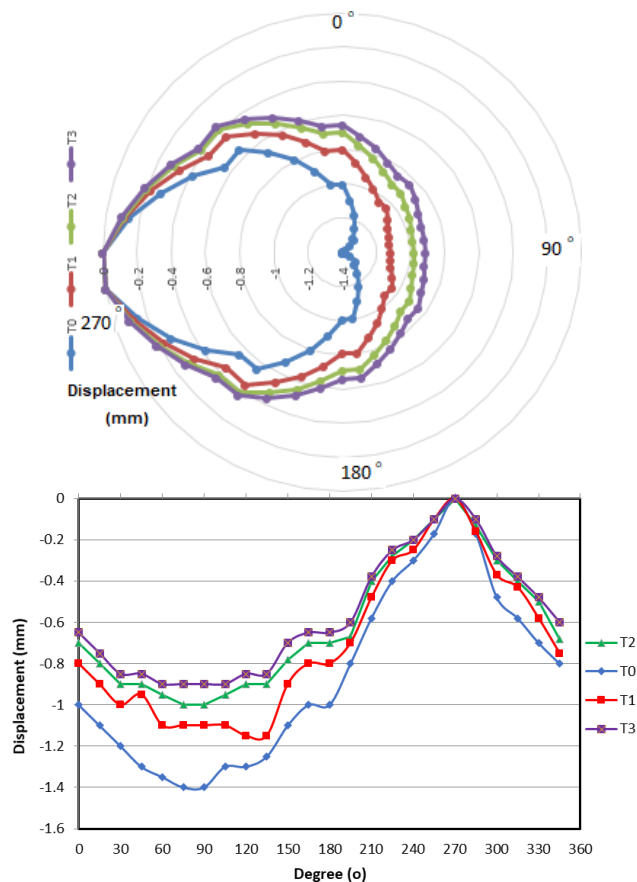 0 °
T3
T2
T1
T0
90 °
0 -0.2 -0.4 -0.6 -0.8 -1 -1.2 -1.4
270 °
Displacement
(mm)
180 °
0
-0.2
-0.4
-0.6
-0.8
-1
-1.2
-1.4
-1.6
Displacement (mm)
T2
T0
T1
T3
0 30 60 90 120 150 180 210 240 270 300 330 360
Degree (o)